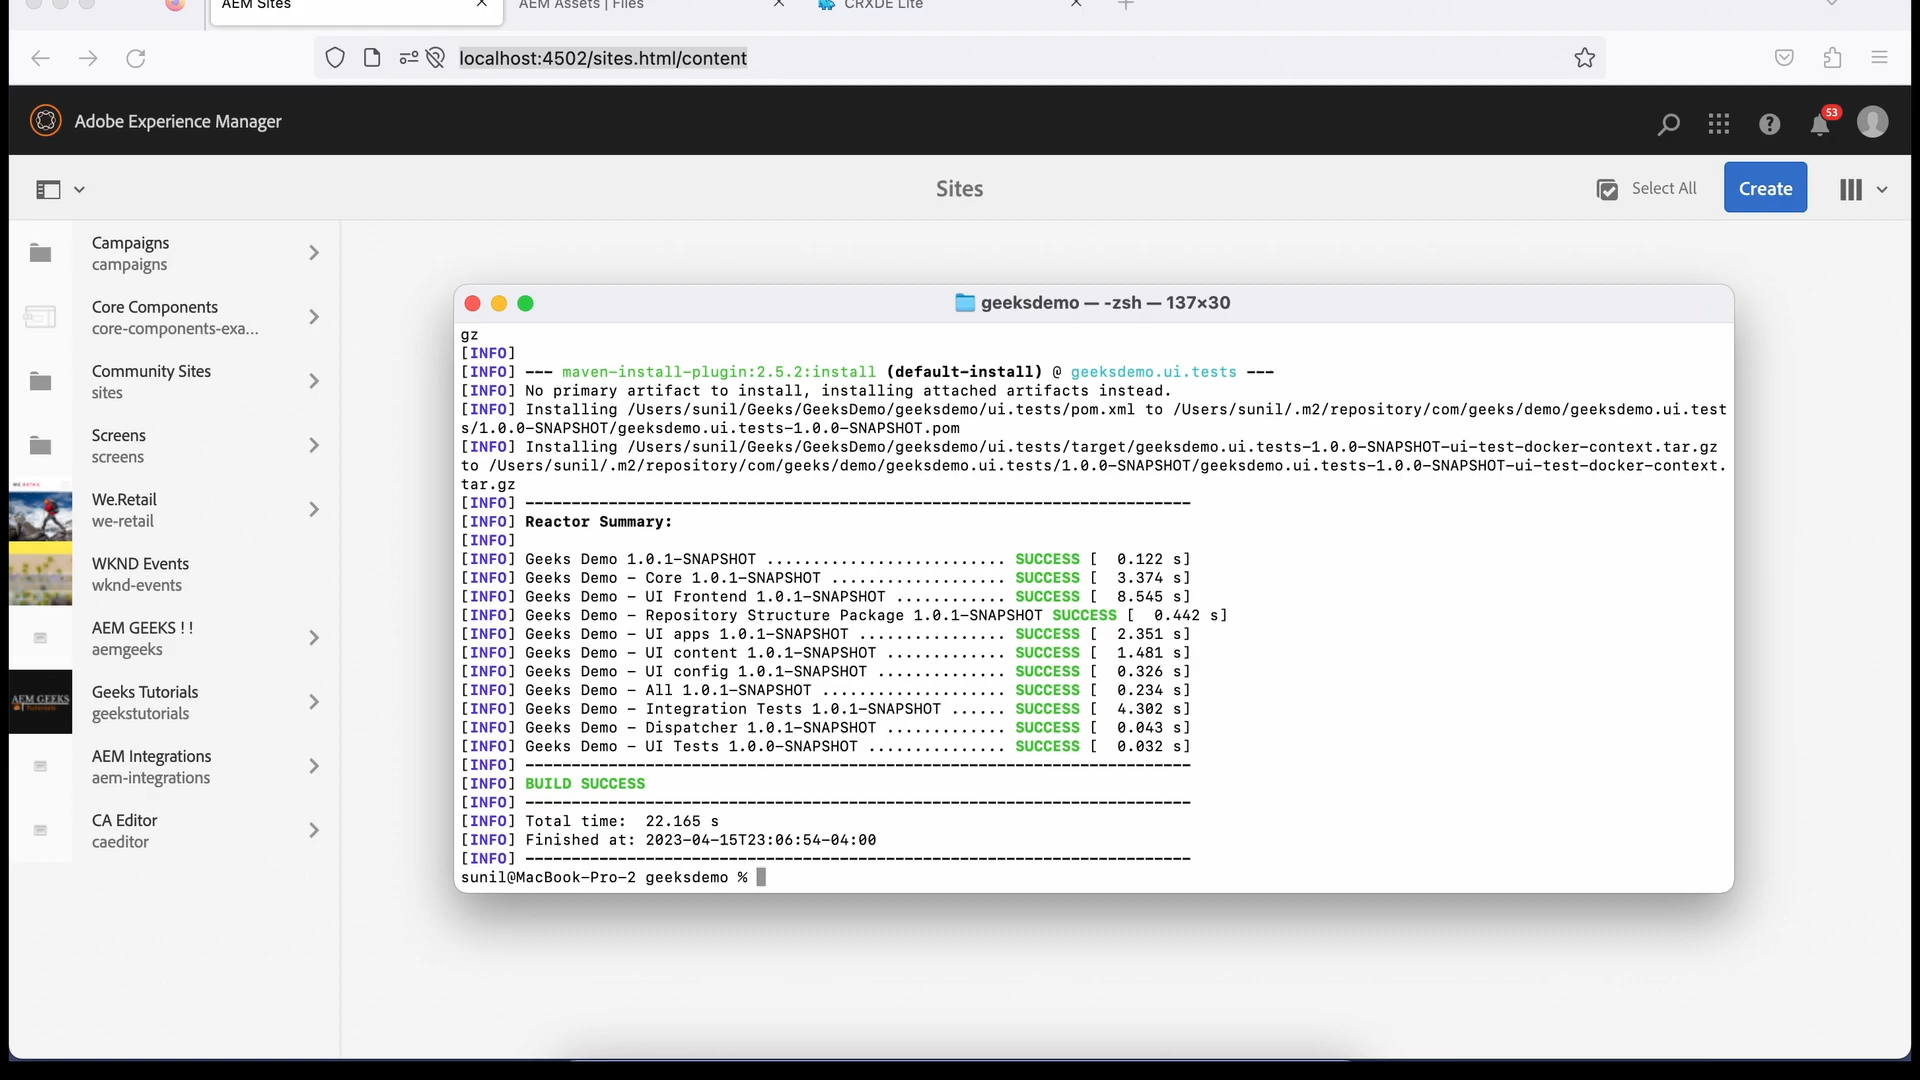 AEM Sites
AEM Assets | Files
CRXDE Lite
localhost:4502/sites.html/content
Adobe Experience Manager
53
Sites
Select All
Create
Campaigns
campaigns
Core Components
core-components-exa...
Community Sites
sites
Screens
screens
We.Retail
we-retail
WKND Events
wknd-events
AEM GEEKS ! !
aemgeeks
AEM GEEKS
Geeks Tutorials
geekstutorials
AEM Integrations
aem-integrations
CA Editor
caeditor
geeksdemo — -zsh — 137×30
gz
[INFO]
[INFO] --- maven-install-plugin:2.5.2:install (default-install) @ geeksdemo.ui.tests ---
[INFO] No primary artifact to install, installing attached artifacts instead.
[INFO] Installing /Users/sunil/Geeks/GeeksDemo/geeksdemo/ui.tests/pom.xml to /Users/sunil/.m2/repository/com/geeks/demo/geeksdemo.ui.test
s/1.0.0-SNAPSHOT/geeksdemo.ui.tests-1.0.0-SNAPSHOT.pom
[INFO] Installing /Users/sunil/Geeks/GeeksDemo/geeksdemo/ui.tests/target/geeksdemo.ui.tests-1.0.0-SNAPSHOT-ui-test-docker-context.tar.gz
to /Users/sunil/.m2/repository/com/geeks/demo/geeksdemo.ui.tests/1.0.0-SNAPSHOT/geeksdemo.ui.tests-1.0.0-SNAPSHOT-ui-test-docker-context.
tar.gz
[INFO] ------------------------------------------------------------------------
[INFO] Reactor Summary:
[INFO]
[INFO] Geeks Demo 1.0.1-SNAPSHOT .......................... SUCCESS [  0.122 s]
[INFO] Geeks Demo - Core 1.0.1-SNAPSHOT ................... SUCCESS [  3.374 s]
[INFO] Geeks Demo - UI Frontend 1.0.1-SNAPSHOT ............ SUCCESS [  8.545 s]
[INFO] Geeks Demo - Repository Structure Package 1.0.1-SNAPSHOT SUCCESS [  0.442 s]
[INFO] Geeks Demo - UI apps 1.0.1-SNAPSHOT ................ SUCCESS [  2.351 s]
[INFO] Geeks Demo - UI content 1.0.1-SNAPSHOT ............. SUCCESS [  1.481 s]
[INFO] Geeks Demo - UI config 1.0.1-SNAPSHOT .............. SUCCESS [  0.326 s]
[INFO] Geeks Demo - All 1.0.1-SNAPSHOT .................... SUCCESS [  0.234 s]
[INFO] Geeks Demo - Integration Tests 1.0.1-SNAPSHOT ...... SUCCESS [  4.302 s]
[INFO] Geeks Demo - Dispatcher 1.0.1-SNAPSHOT ............. SUCCESS [  0.043 s]
[INFO] Geeks Demo - UI Tests 1.0.0-SNAPSHOT ............... SUCCESS [  0.032 s]
[INFO] ------------------------------------------------------------------------
[INFO] BUILD SUCCESS
[INFO] ------------------------------------------------------------------------
[INFO] Total time:  22.165 s
[INFO] Finished at: 2023-04-15T23:06:54-04:00
[INFO] ------------------------------------------------------------------------
sunil@MacBook-Pro-2 geeksdemo %